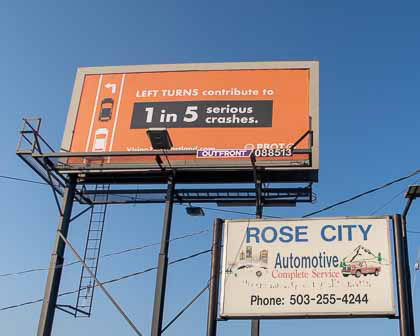 LEFT TURNS contribute to
1 in 5 serious
crashes.
OUTFRONT
PBOT
088513
ROSE CITY
Automotive
Complete Service
Phone: 503-255-4244